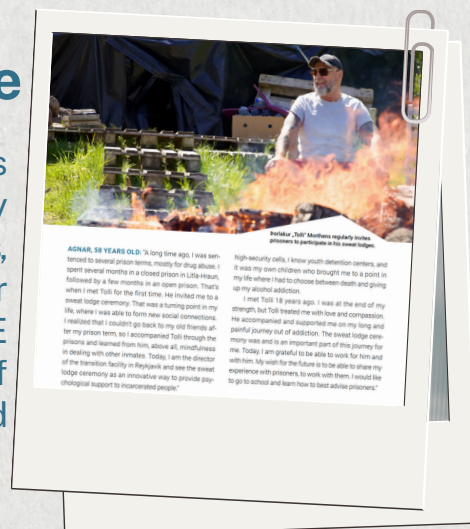 e
s
y
,
r
E
f
d
Þorlákur „Tolli“ Morthens regularly invites
prisoners to participate in his sweat lodges.
AGNAR, 58 YEARS OLD: "A long time ago, I was sen-
tenced to several prison terms, mostly for drug abuse. I
spent several months in a closed prison in Litla-Hraun,
followed by a few months in an open prison. That's
when I met Tolli for the first time. He invited me to a
sweat lodge ceremony. That was a turning point in my
life, where I was able to form new social connections.
I realized that I couldn't go back to my old friends af-
ter my prison term, so I accompanied Tolli through the
prisons and learned from him, above all, mindfulness
in dealing with other inmates. Today, I am the director
of the transition facility in Reykjavik and see the sweat
lodge ceremony as an innovative way to provide psy-
chological support to incarcerated people."
high-security cells, I know youth detention centers, and
it was my own children who brought me to a point in
my life where I had to choose between death and giving
up my alcohol addiction.
I met Tolli 18 years ago. I was at the end of my
strength, but Tolli treated me with love and compassion.
He accompanied and supported me on my long and
painful journey out of addiction. The sweat lodge cere-
mony was and is an important part of this journey for
me. Today, I am grateful to be able to work for him and
with him. My wish for the future is to be able to share my
experience with prisoners, to work with them. I would like
to go to school and learn how to best advise prisoners."